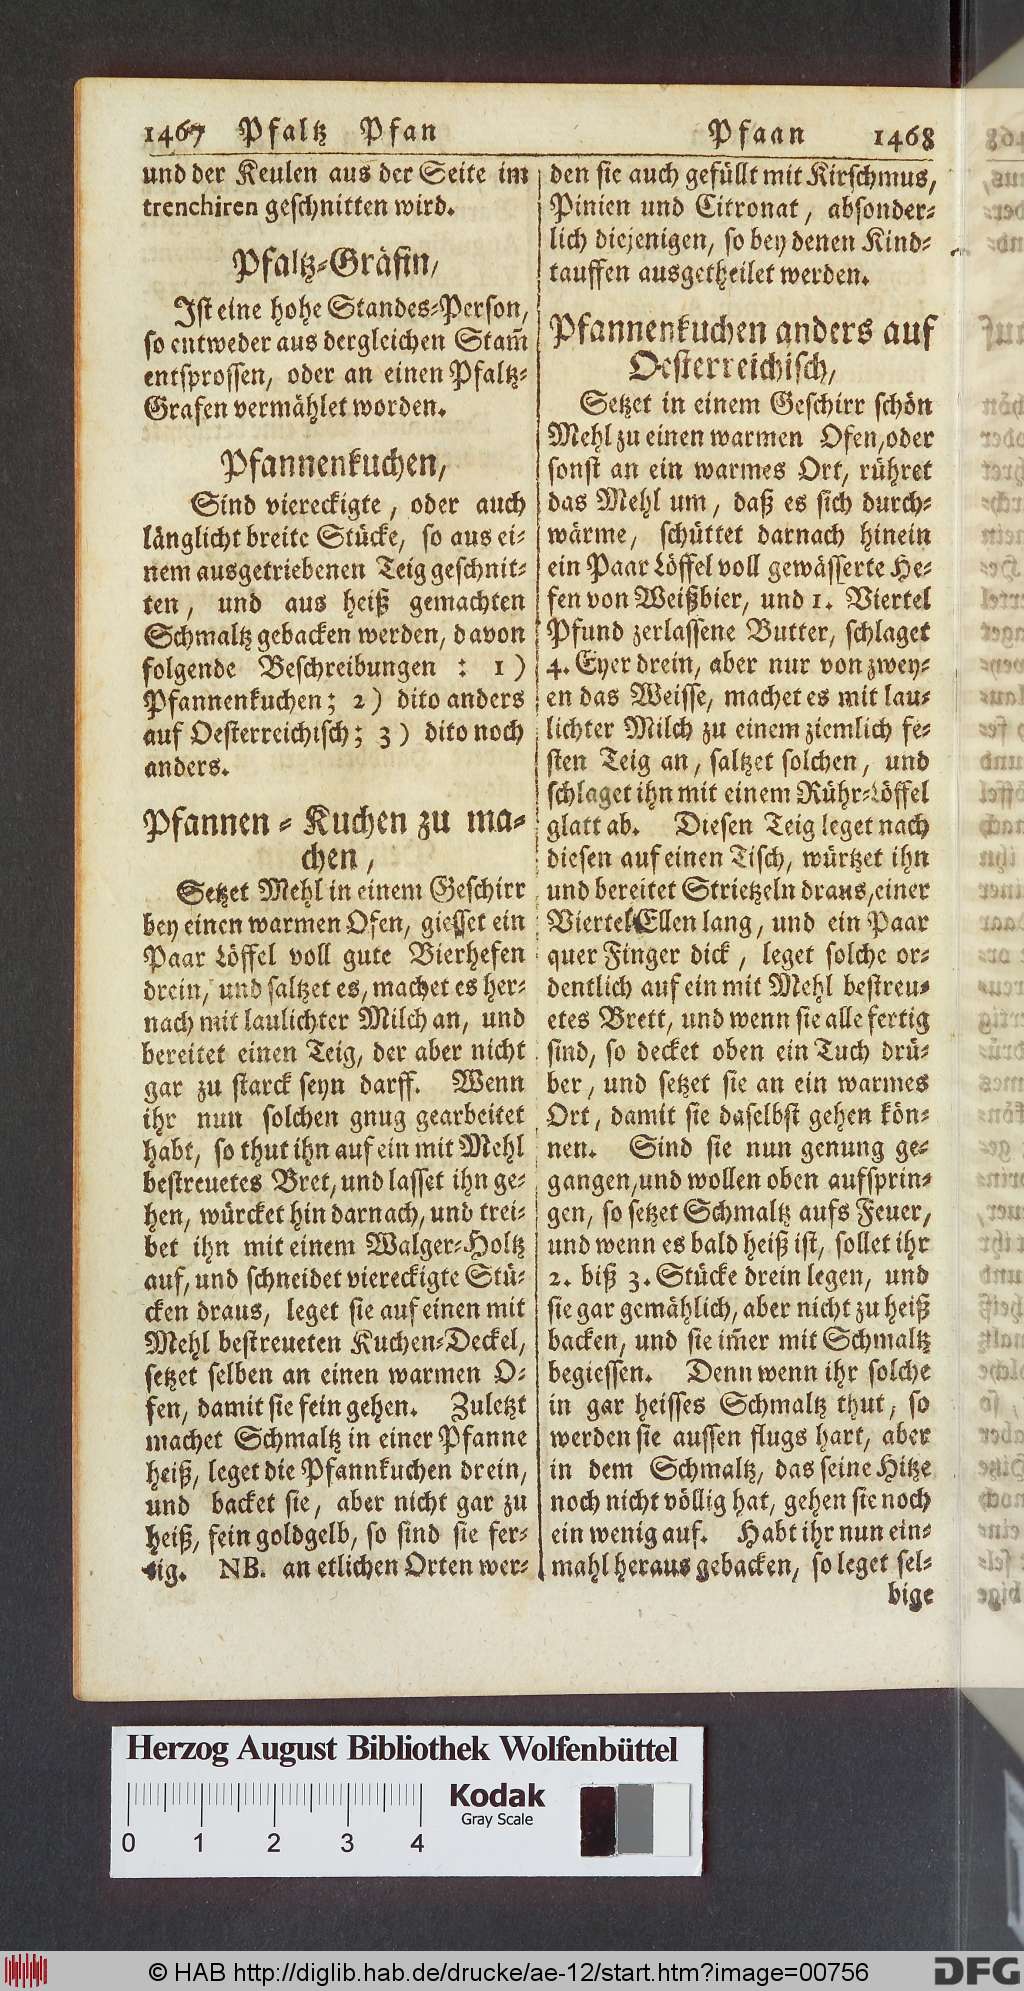 1467 Pfaltz Pfan
und der Keulen aus der Seite im
trenchiren geschnitten wird.
Pfaltz-Gräfin,
Ist eine hohe Standes-Person,
so entweder aus dergleichen Stam̃
entsprossen, oder an einen Pfaltz-
Grafen vermählet worden.
Pfannenkuchen,
Sind viereckigte, oder auch
länglicht breite Stücke, so aus ei-
nem ausgetriebenen Teig geschnit-
ten, und aus heiß gemachten
Schmaltz gebacken werden, davon
folgende Beschreibungen : 1)
Pfannenkuchen; 2) dito anders
auf Oesterreichisch; 3) dito noch
anders.
Pfannen-Kuchen zu ma-
chen,
Setzet Mehl in einem Geschirr
bey einen warmen Ofen, giesset ein
Paar Löffel voll gute Bierhefen
drein, und saltzet es, machet es her-
nach mit laulichter Milch an, und
bereitet einen Teig, der aber nicht
gar zu starck seyn darff. Wenn
ihr nun solchen gnug gearbeitet
habt, so thut ihn auf ein mit Mehl
bestreuetes Bret, und lasset ihn ge-
hen, würcket hin darnach, und trei-
bet ihn mit einem Walger-Holtz
auf, und schneidet viereckigte Stü-
cken draus, leget sie auf einen mit
Mehl bestreueten Kuchen-Deckel,
setzet selben an einen warmen O-
fen, damit sie fein gehen. Zuletzt
machet Schmaltz in einer Pfanne
heiß, leget die Pfannkuchen drein,
und backet sie, aber nicht gar zu
heiß, fein goldgelb, so sind sie fer-
tig. NB. an etlichen Orten wer-
Pfaan 1468
den sie auch gefüllt mit Kirschmus,
Pinien und Citronat, absonder-
lich diejenigen, so bey denen Kind-
tauffen ausgetheilet werden.
Pfannenkuchen anders auf
Oesterreichisch,
Setzet in einem Geschirr schön
Mehl zu einen warmen Ofen, oder
sonst an ein warmes Ort, rühret
das Mehl um, daß es sich durch-
wärme, schüttet darnach hinein
ein Paar Löffel voll gewässerte He-
fen von Weißbier, und 1. Viertel
Pfund zerlassene Butter, schlaget
4. Eyer drein, aber nur von zwey-
en das Weisse, machet es mit lau-
lichter Milch zu einem ziemlich fe-
sten Teig an, saltzet solchen, und
schlaget ihn mit einem Rühr-Löffel
glatt ab. Diesen Teig leget nach
diesen auf einen Tisch, würtzet ihn
und bereitet Strietzeln draus, einer
Viertel Ellen lang, und ein Paar
quer Finger dick, leget solche or-
dentlich auf ein mit Mehl bestreu-
etes Brett, und wenn sie alle fertig
sind, so decket oben ein Tuch drü-
ber, und setzet sie an ein warmes
Ort, damit sie daselbst gehen kön-
nen. Sind sie nun genung ge-
gangen, und wollen oben aufsprin-
gen, so setzet Schmaltz aufs Feuer,
und wenn es bald heiß ist, sollet ihr
2. biß 3. Stücke drein legen, und
sie gar gemählich, aber nicht zu heiß
backen, und sie im̃er mit Schmaltz
begiessen. Denn wenn ihr solche
in gar heisses Schmaltz thut, so
werden sie aussen flugs hart, aber
in dem Schmaltz, das seine Hitze
noch nicht völlig hat, gehen sie noch
ein wenig auf. Habt ihr nun ein-
mahl heraus gebacken, so leget sel-
bige
Herzog August Bibliothek Wolfenbüttel
Kodak
Gray Scale
0 1 2 3 4
© HAB http://diglib.hab.de/drucke/ae-12/start.htm?image=00756
DFG